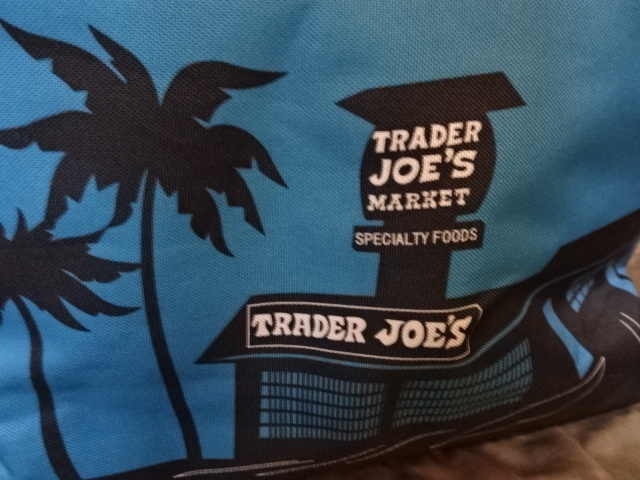 TRADER
JOE'S
MARKET
SPECIALTY FOODS
TRADER JOE'S